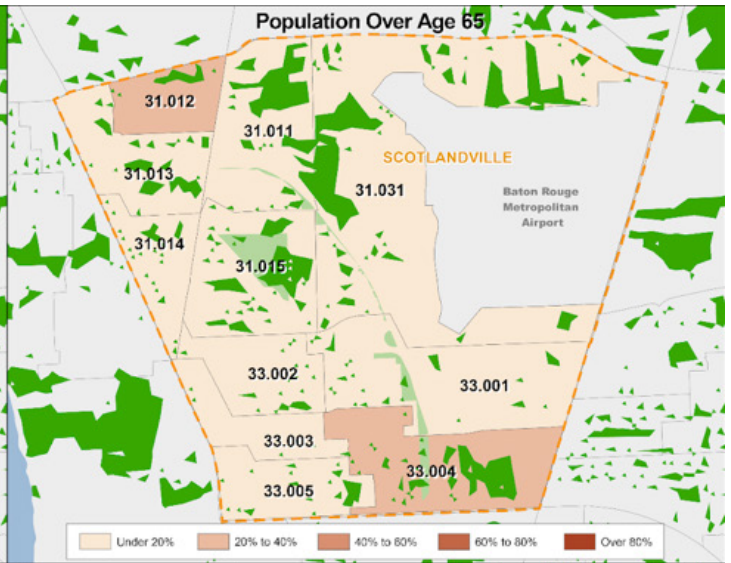 Population Over Age 65
31.012
31.011
SCOTLANDVILLE
31.013
31.031
Baton Rouge
Metropolitan
Airport
31.014
31.015
33.002
33.001
33.003
33.004
33.005
Under 20%
20% to 40%
40% to 60%
60% to 80%
Over 80%